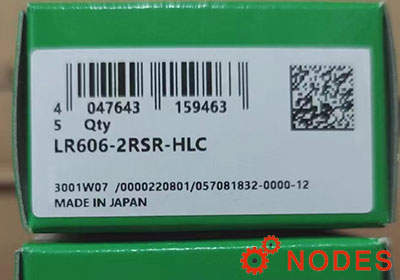 4 047643 159463
5 Qty
LR606-2RSR-HLC
3001W07 /0000220801/057081832-0000-12
MADE IN JAPAN
NODES